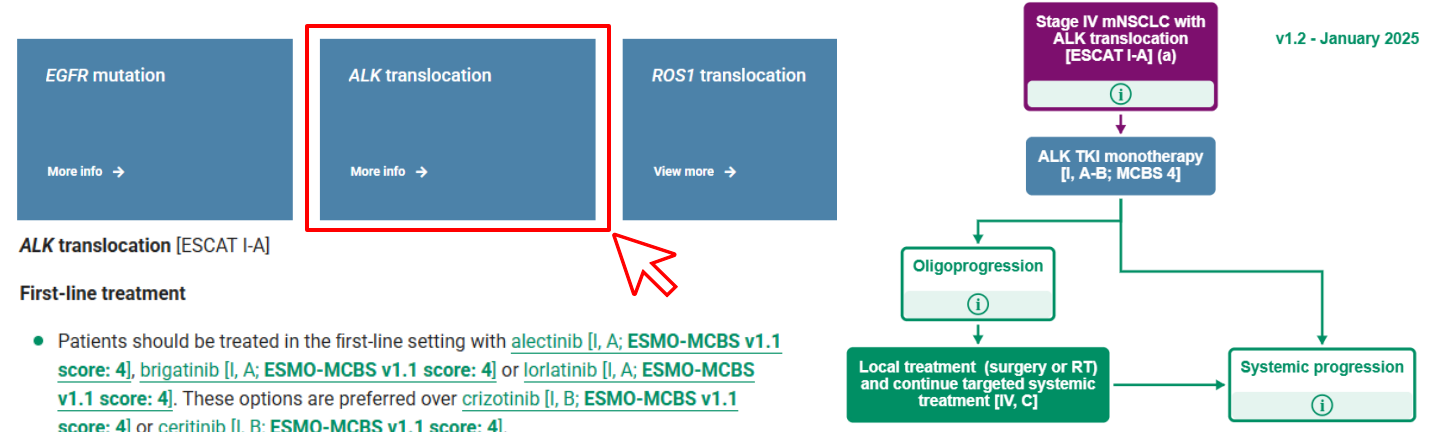 EGFR mutation
More info →
ALK translocation
More info →
ROS1 translocation
View more →
ALK translocation [ESCAT I-A]
First-line treatment
• Patients should be treated in the first-line setting with alectinib [I, A; ESMO-MCBS v1.1
score: 4], brigatinib [I, A; ESMO-MCBS v1.1 score: 4] or lorlatinib [I, A; ESMO-MCBS
v1.1 score: 4]. These options are preferred over crizotinib [I, B; ESMO-MCBS v1.1
score: 4] or ceritinib [I, B; ESMO-MCBS v1.1 score: 4].
Stage IV mNSCLC with
ALK translocation
[ESCAT I-A] (a)
i
v1.2 - January 2025
ALK TKI monotherapy
[I, A-B; MCBS 4]
Oligoprogression
i
Local treatment (surgery or RT)
and continue targeted systemic
treatment [IV, C]
Systemic progression
i